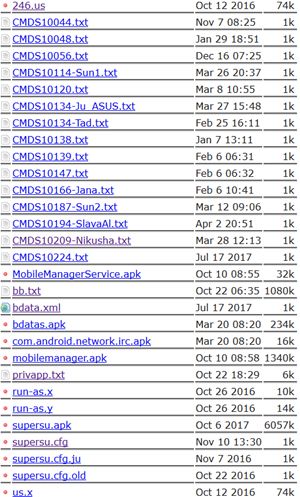 246.us Oct 12 2016 74k
CMDS10044.txt Nov 7 08:25 1k
CMDS10048.txt Jan 29 18:51 1k
CMDS10056.txt Dec 16 07:25 1k
CMDS10114-Sun1.txt Mar 26 20:37 1k
CMDS10120.txt Mar 8 10:55 1k
CMDS10134-Ju_ASUS.txt Mar 27 15:48 1k
CMDS10134-Tad.txt Feb 25 16:11 1k
CMDS10138.txt Jan 7 13:11 1k
CMDS10139.txt Feb 6 06:31 1k
CMDS10147.txt Feb 6 06:32 1k
CMDS10166-Jana.txt Feb 6 10:41 1k
CMDS10187-Sun2.txt Mar 12 09:06 1k
CMDS10194-SlavaAl.txt Apr 2 20:51 1k
CMDS10209-Nikusha.txt Mar 28 12:13 1k
CMDS10224.txt Jul 17 2017 1k
MobileManagerService.apk Oct 10 08:55 32k
bb.txt Oct 22 06:35 1080k
bdata.xml Jul 17 2017 1k
bdatas.apk Mar 20 08:20 234k
com.android.network.irc.apk Mar 20 08:20 16k
mobilemanager.apk Oct 10 08:58 1340k
privapp.txt Oct 22 18:29 6k
run-as.x Oct 26 2016 10k
run-as.y Oct 26 2016 14k
supersu.apk Oct 6 2017 6057k
supersu.cfg Nov 10 13:30 1k
supersu.cfg.ju Nov 7 2016 1k
supersu.cfg.old Oct 22 2016 1k
us.x Oct 12 2016 74k